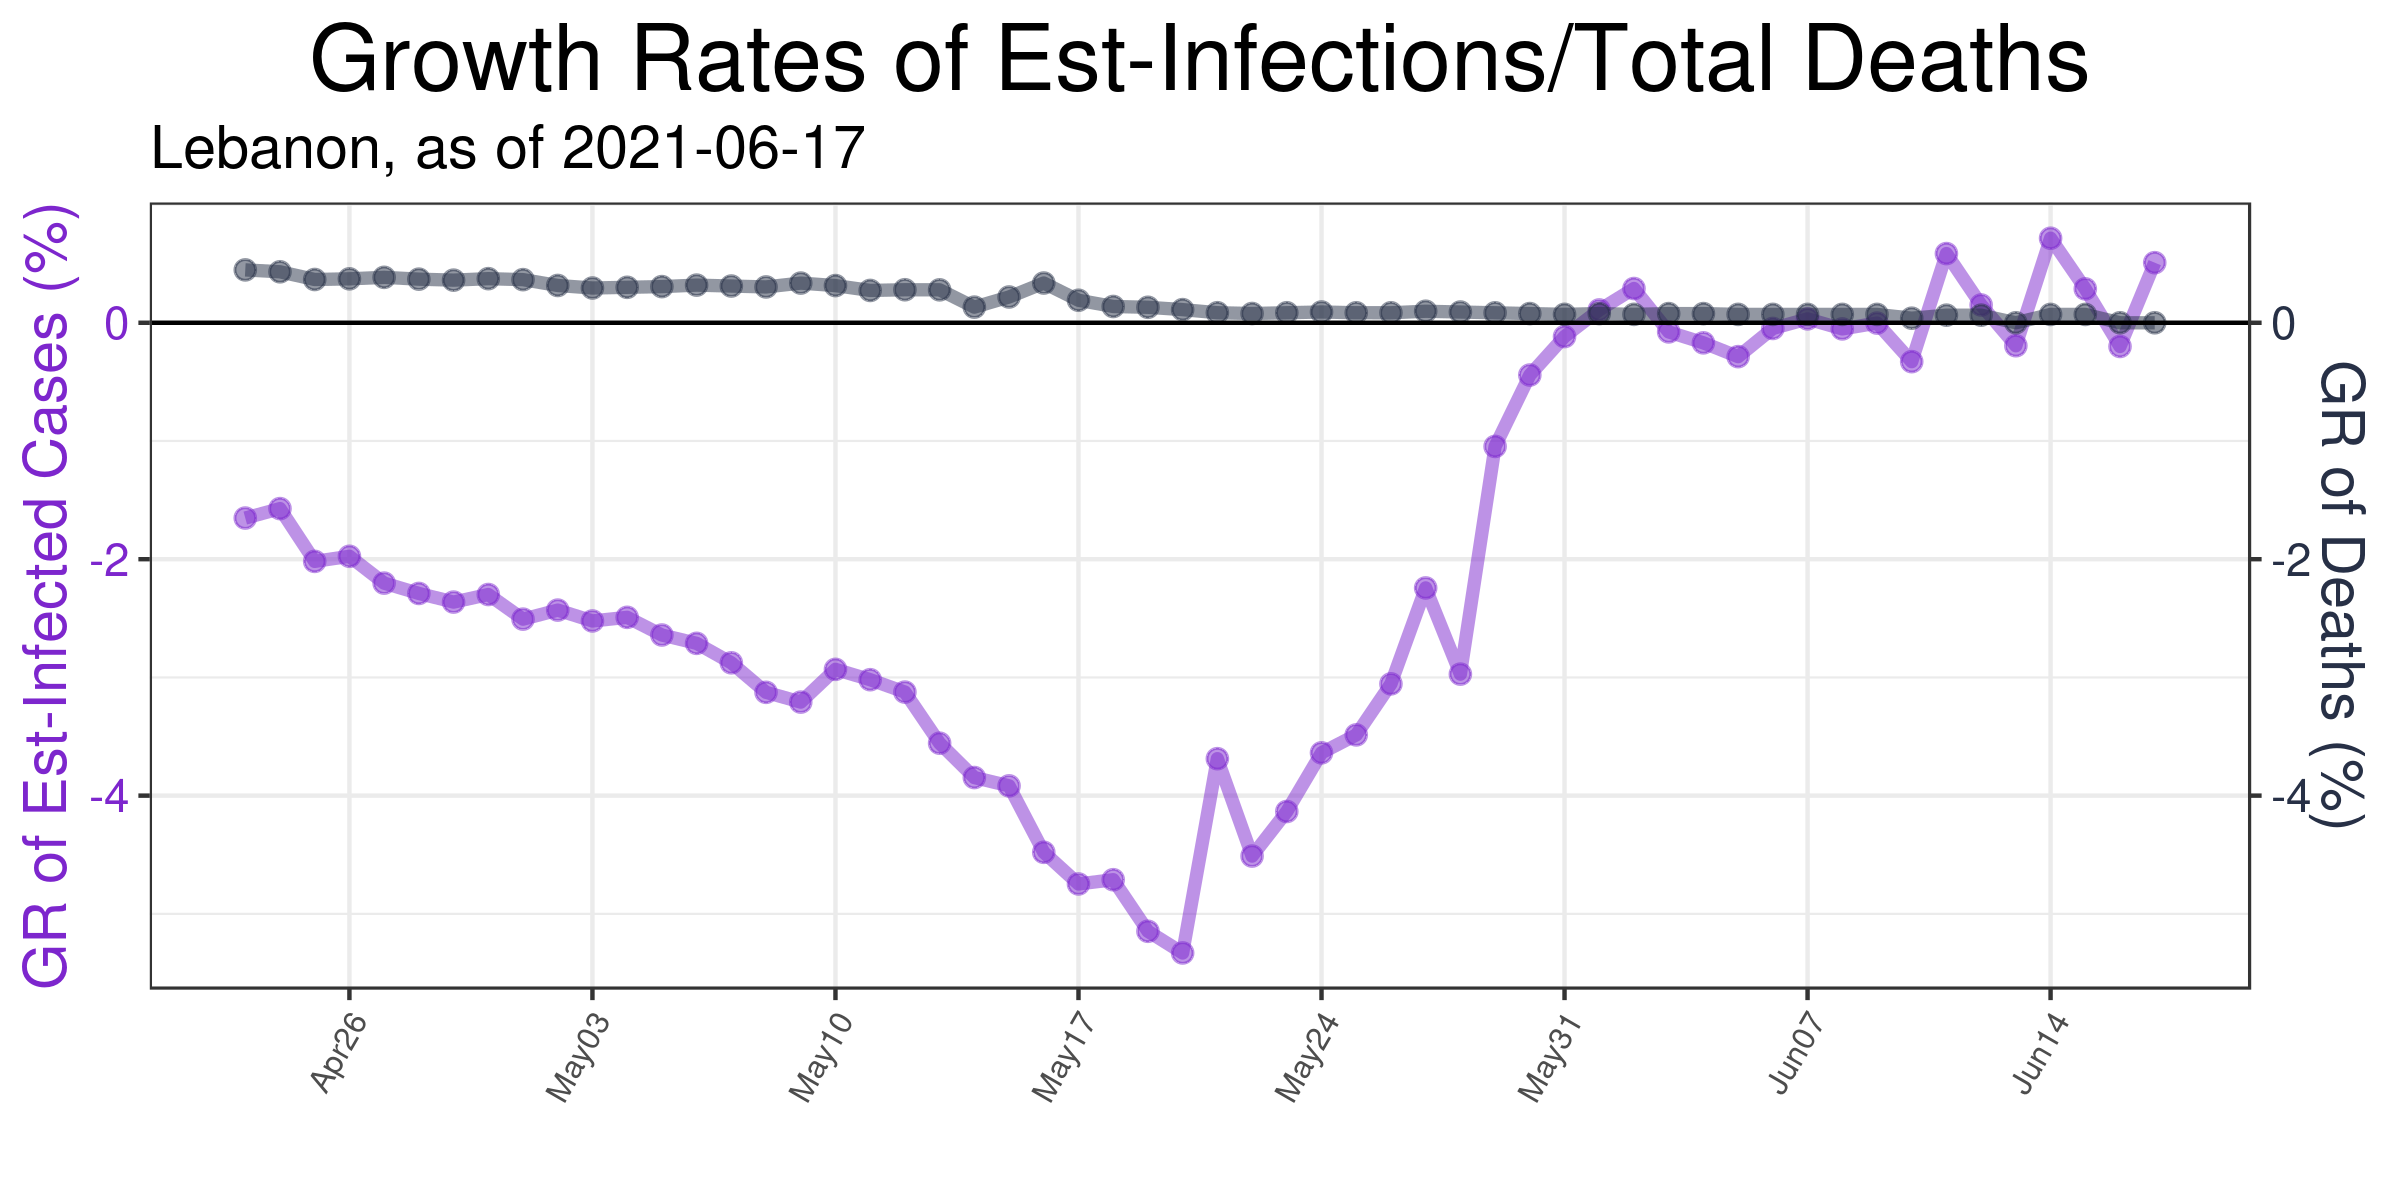 Growth Rates of Est-Infections/Total Deaths
Lebanon, as of 2021-06-17
GR of Est-Infected Cases (%)
0
-2
-4
0
-2
-4
GR of Deaths (%)
Apr26
May03
May10
May17
May24
May31
Jun07
Jun14